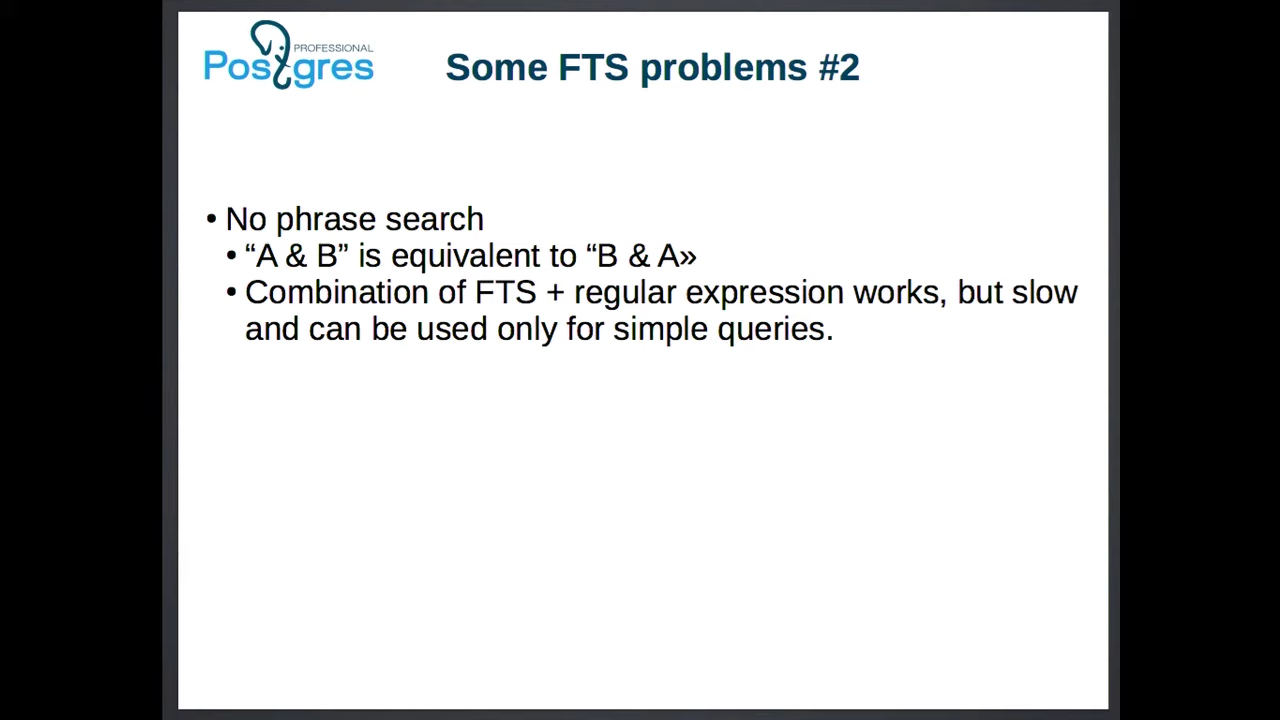 PROFESSIONAL
Postgres
Some FTS problems #2
• No phrase search
• “A & B” is equivalent to “B & A»
• Combination of FTS + regular expression works, but slow
and can be used only for simple queries.